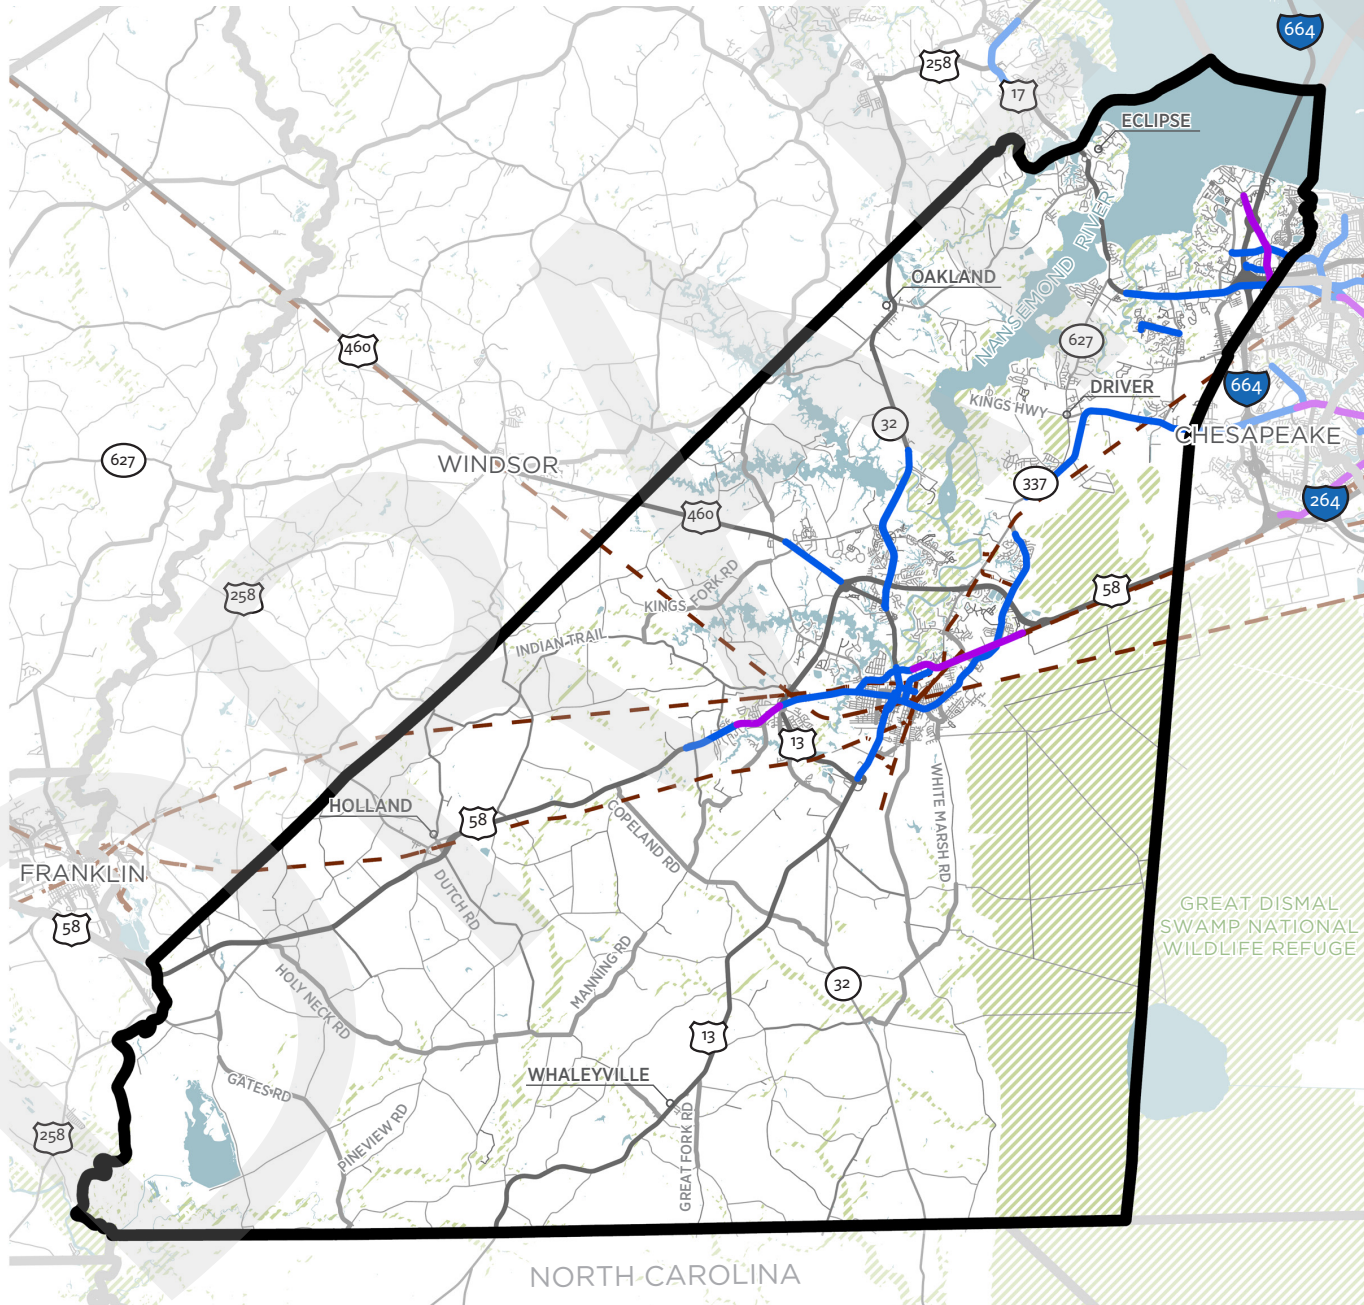 664
258
17
ECLIPSE
NANSEMOND RIVER
OAKLAND
627
460
664
DRIVER
KINGS HWY
32
CHESAPEAKE
WINDSOR
627
337
264
460
58
258
KINGS FORK RD
INDIAN TRAIL
13
WHITE MARSH RD
HOLLAND
58
COPELAND RD
FRANKLIN
DUTCH RD
58
GREAT DISMAL
SWAMP NATIONAL
WILDLIFE REFUGE
HOLY NECK RD
MANNING RD
32
13
WHALEYVILLE
GATES RD
258
PINEVIEW RD
GREAT FORK RD
NORTH CAROLINA